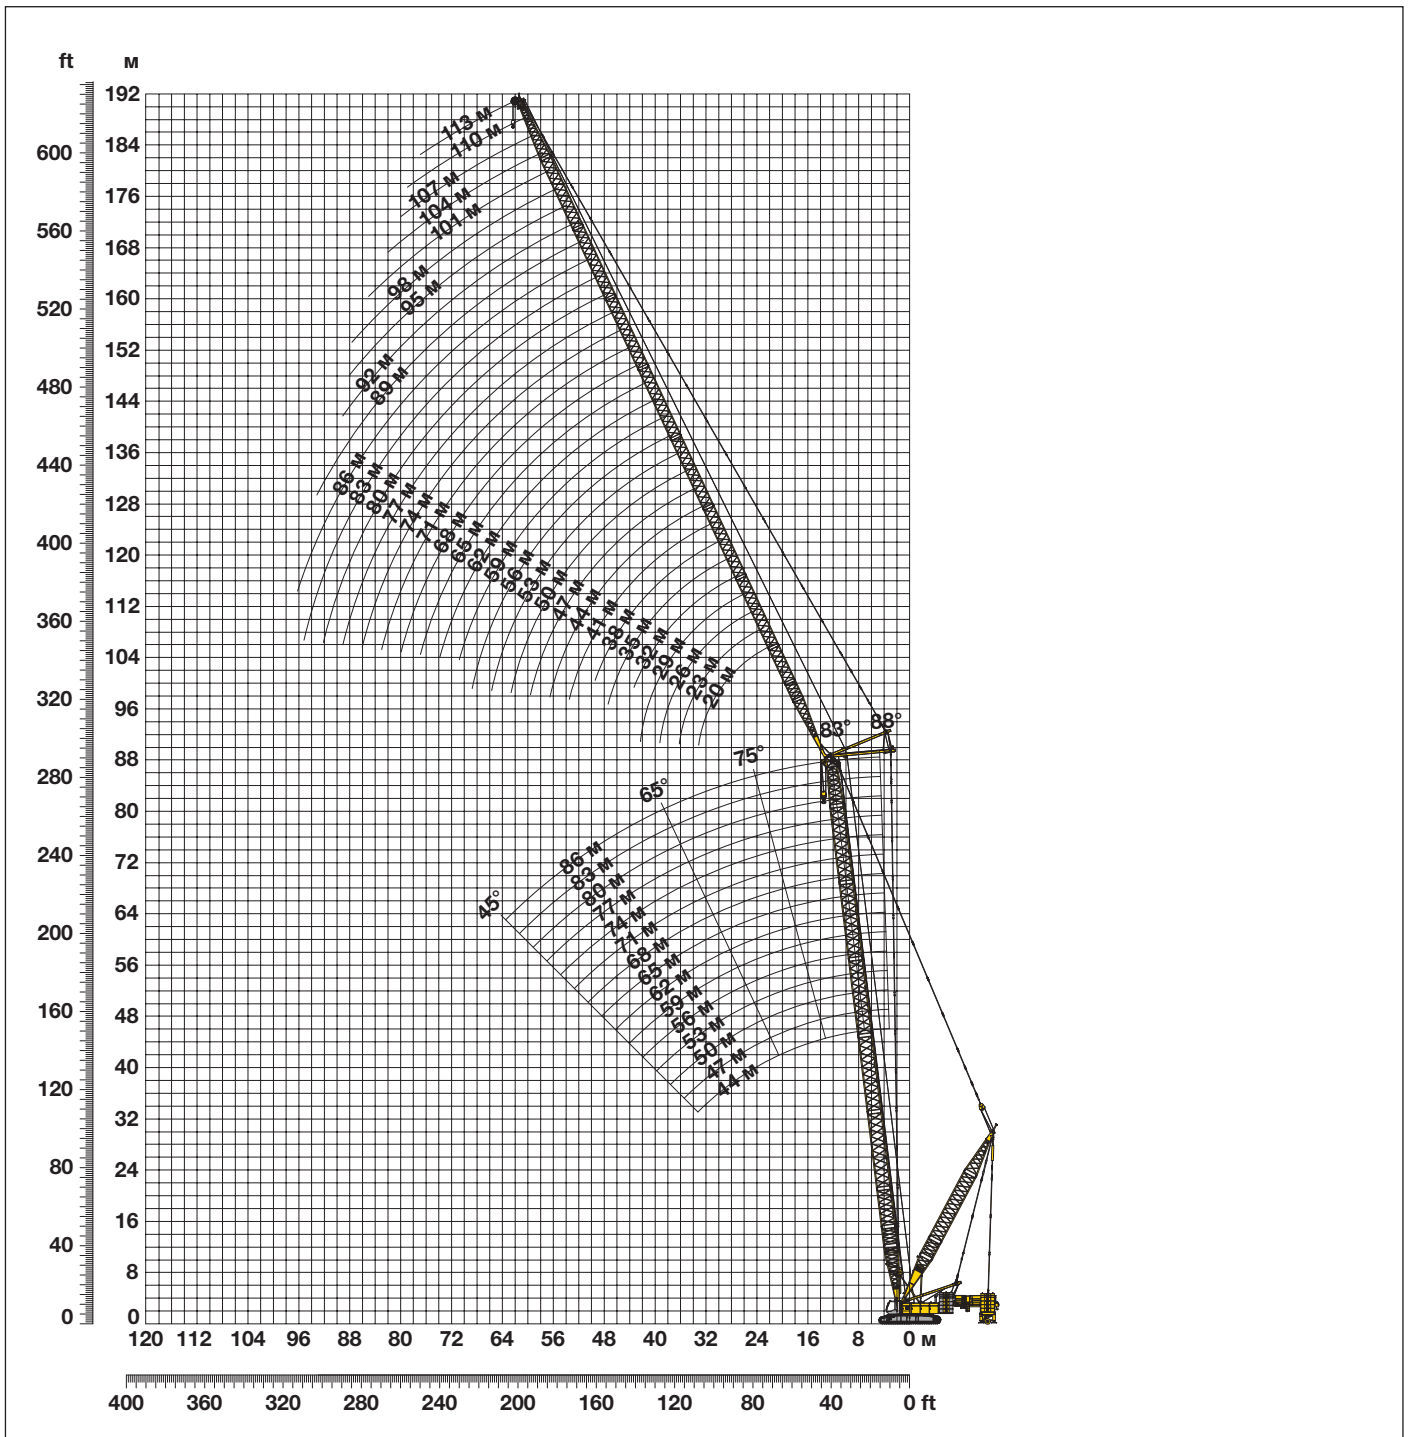 ft м
192
184
600
176
560
168
520
160
152
480
144
440
136
128
400
120
360
112
104
320
96
88
280
80
240
72
64
200
56
160
48
40
120
32
80
24
16
40
8
0 0
113 м
110 м
107 м
104 м
101 м
98 м
95 м
92 м
89 м
86 м
83 м
80 м
77 м
74 м
71 м
68 м
65 м
62 м
59 м
56 м
53 м
50 м
47 м
44 м
41 м
38 м
35 м
32 м
29 м
26 м
23 м
20 м
83° 88°
75°
65°
45°
86 м
83 м
80 м
77 м
74 м
71 м
68 м
65 м
62 м
59 м
56 м
53 м
50 м
47 м
44 м
120 112 104 96 88 80 72 64 56 48 40 32 24 16 8 0 м
400 360 320 280 240 200 160 120 80 40 0 ft